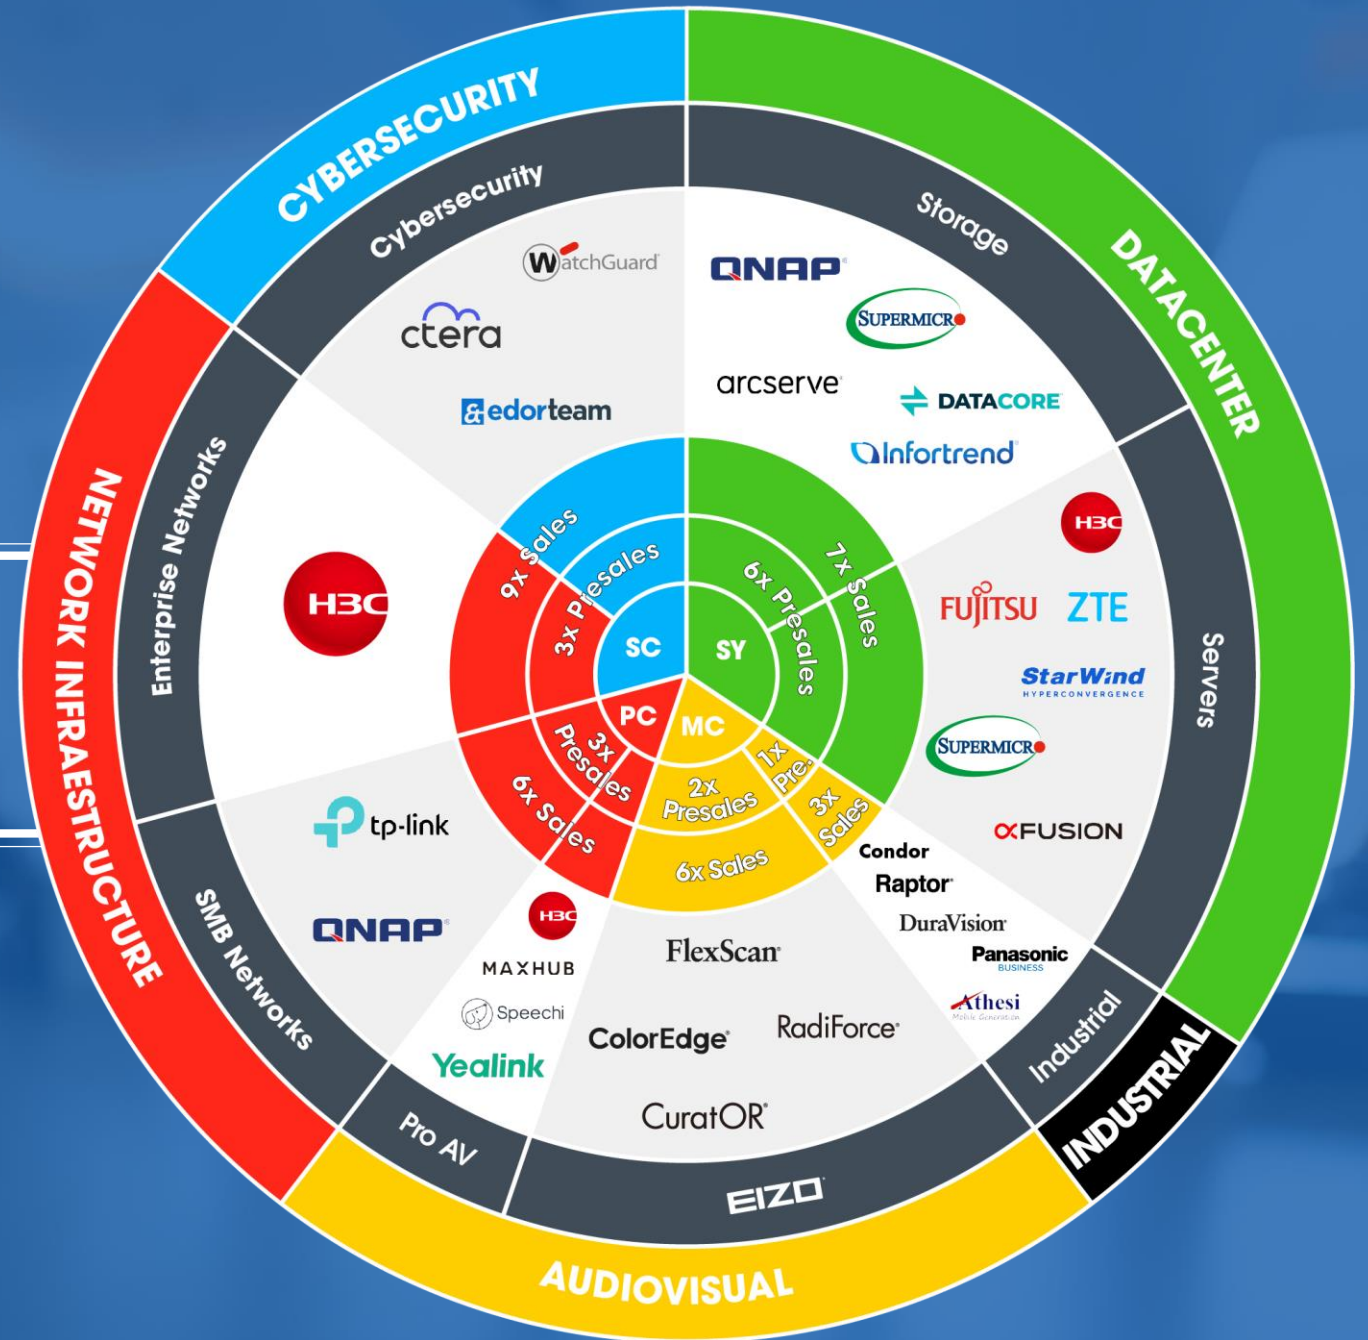 CYBERSECURITY
Cybersecurity
WatchGuard
ctera
edorteam
DATACENTER
Storage
QNAP
SUPERMICRO
arcserve
DATACORE
Infortrend
Servers
H3C
FUJITSU
ZTE
StarWind
HYPERCONVERGENCE
SUPERMICRO
XFUSION
INDUSTRIAL
Industrial
Condor
Raptor
DuraVision
Panasonic
BUSINESS
Athesi
Mobile Generation
AUDIOVISUAL
EIZO
FlexScan®
ColorEdge®
RadiForce®
CuratOR®
Pro AV
H3C
MAXHUB
Speechi
Yealink
NETWORK INFRAESTRUCTURE
SMB Networks
tp-link
QNAP
Enterprise Networks
H3C
9x Sales
3x Presales
SC
7x Sales
6x Presales
SY
PC
3x
Presales
6x Sales
MC
2x
Presales
6x Sales
1x
Pre.
3x
Sales